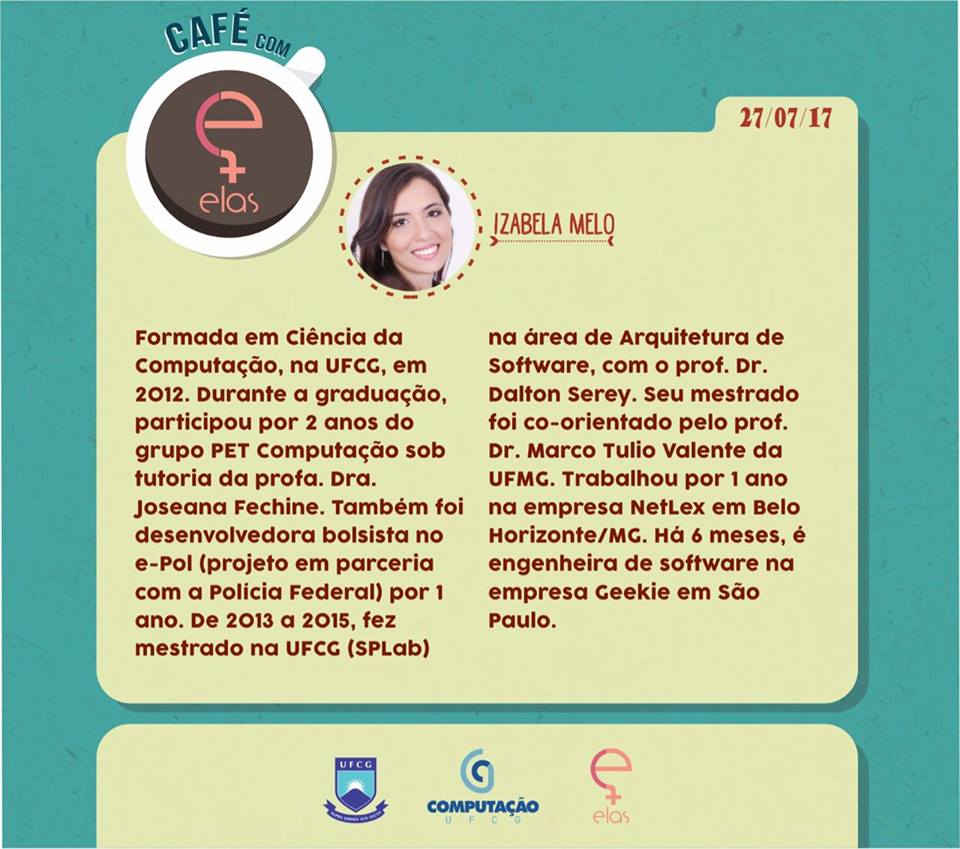 CAFÉ COM
elas
27/07/17
IZABELA MELO
Formada em Ciência da
Computação, na UFCG, em
2012. Durante a graduação,
participou por 2 anos do
grupo PET Computação sob
tutoria da profa. Dra.
Joseana Fechine. Também foi
desenvolvedora bolsista no
e-Pol (projeto em parceria
com a Polícia Federal) por 1
ano. De 2013 a 2015, fez
mestrado na UFCG (SPLab)
na área de Arquitetura de
Software, com o prof. Dr.
Dalton Serey. Seu mestrado
foi co-orientado pelo prof.
Dr. Marco Tulio Valente da
UFMG. Trabalhou por 1 ano
na empresa NetLex em Belo
Horizonte/MG. Há 6 meses, é
engenheira de software na
empresa Geekie em São
Paulo.
UFCG
COMPUTAÇÃO
UFCG
elas